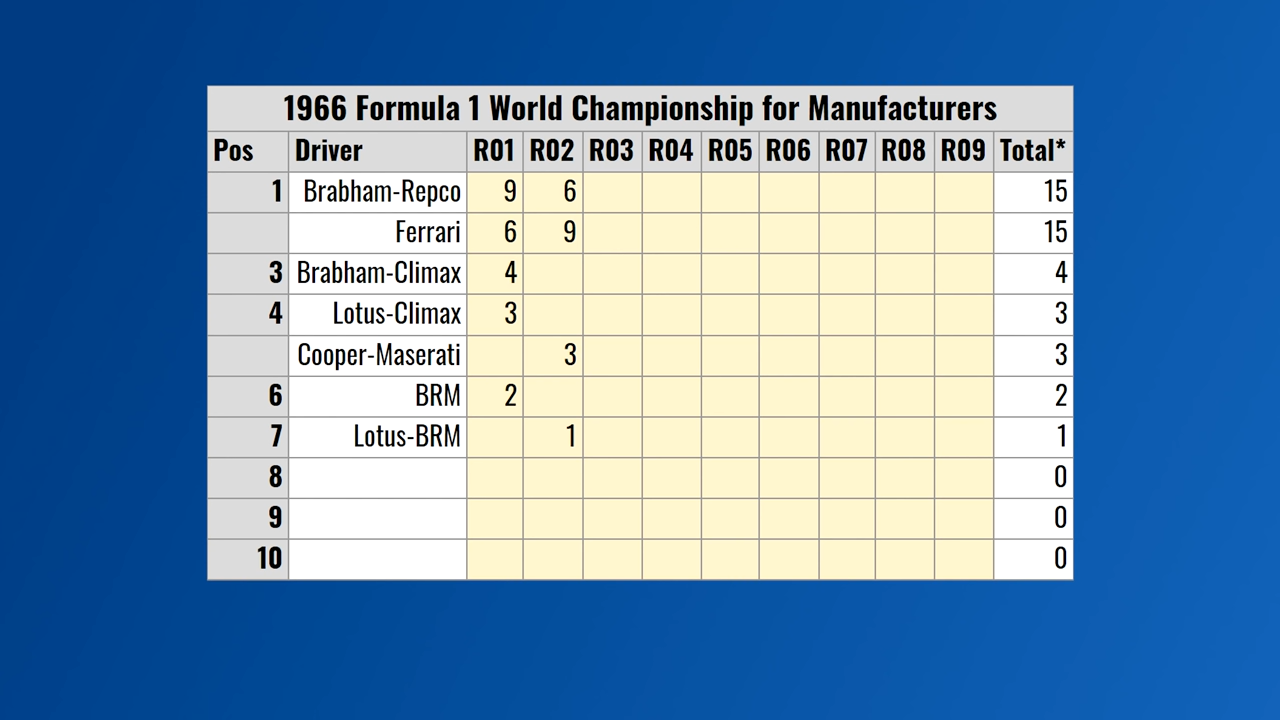 1966 Formula 1 World Championship for Manufacturers
Pos Driver R01 R02 R03 R04 R05 R06 R07 R08 R09 Total*
1 Brabham-Repco 9 6 15
Ferrari 6 9 15
3 Brabham-Climax 4 4
4 Lotus-Climax 3 3
Cooper-Maserati 3 3
6 BRM 2 2
7 Lotus-BRM 1 1
8 0
9 0
10 0